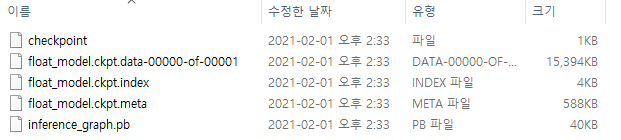 이름 수정한 날짜 유형 크기
checkpoint 2021-02-01 오후 2:33 파일 1KB
float_model.ckpt.data-00000-of-00001 2021-02-01 오후 2:33 DATA-00000-OF-... 15,394KB
float_model.ckpt.index 2021-02-01 오후 2:33 INDEX 파일 4KB
float_model.ckpt.meta 2021-02-01 오후 2:33 META 파일 588KB
inference_graph.pb 2021-02-01 오후 2:33 PB 파일 40KB